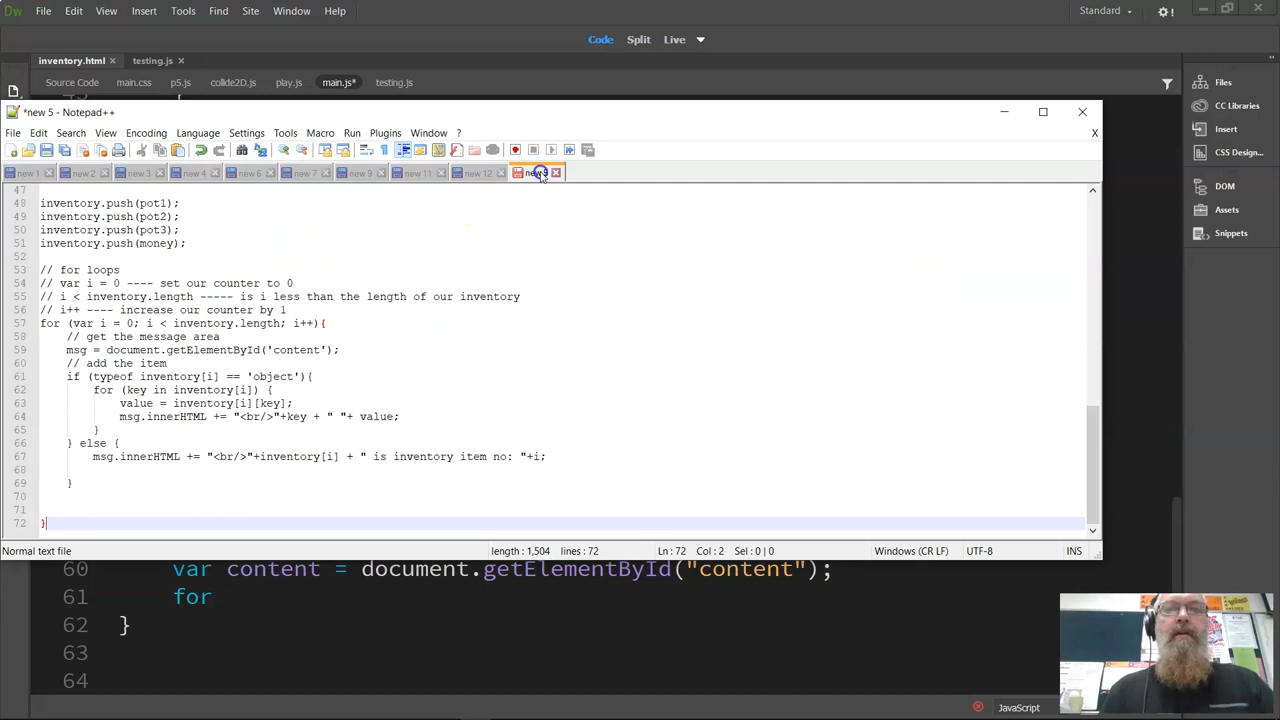 Dw File Edit View Insert Tools Find Site Window Help Standard
Code Split Live
inventory.html testing.js
Source Code main.css p5.js collide2D.js play.js main.js* testing.js
*new 5 - Notepad++
File Edit Search View Encoding Language Settings Tools Macro Run Plugins Window ? X
new 1 new 2 new 3 new 4 new 6 new 7 new 9 new 11 new 12 new
47
48 inventory.push(pot1);
49 inventory.push(pot2);
50 inventory.push(pot3);
51 inventory.push(money);
52
53 // for loops
54 // var i = 0 ---- set our counter to 0
55 // i < inventory.length ----- is i less than the length of our inventory
56 // i++ ---- increase our counter by 1
57 for (var i = 0; i < inventory.length; i++){
58 // get the message area
59 msg = document.getElementById('content');
60 // add the item
61 if (typeof inventory[i] == 'object'){
62 for (key in inventory[i]) {
63 value = inventory[i][key];
64 msg.innerHTML += "<br/>"+key + " "+ value;
65 }
66 } else {
67 msg.innerHTML += "<br/>"+inventory[i] + " is inventory item no: "+i;
68
69 }
70
71
72 }
Normal text file length : 1,504 lines : 72 Ln : 72 Col : 2 Sel : 0 | 0 Windows (CR LF) UTF-8 INS
60 var content = document.getElementById("content");
61 for
62 }
63
64
JavaScript
Files
CC Libraries
Insert
CSS Design...
DOM
Assets
Snippets